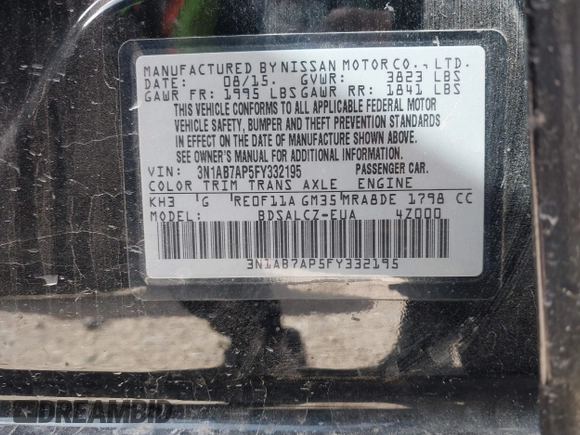 MANUFACTURED BY NISSAN MOTOR CO., LTD.
DATE: 08/15. GVWR: 3823 LBS
GAWR FR: 1995 LBS GAWR RR: 1841 LBS
THIS VEHICLE CONFORMS TO ALL APPLICABLE FEDERAL MOTOR
VEHICLE SAFETY, BUMPER AND THEFT PREVENTION STANDARDS
IN EFFECT ON THE DATE OF MANUFACTURE SHOWN ABOVE.
SEE OWNER'S MANUAL FOR ADDITIONAL INFORMATION.
VIN: 3N1AB7AP5FY332195 PASSENGER CAR.
COLOR TRIM TRANS AXLE ENGINE
KH3 G RE0F11A GM35 MRA8DE 1798 CC
MODEL: BDSALCZ-EUA 47000
3N1AB7AP5FY332195
DREAMBID